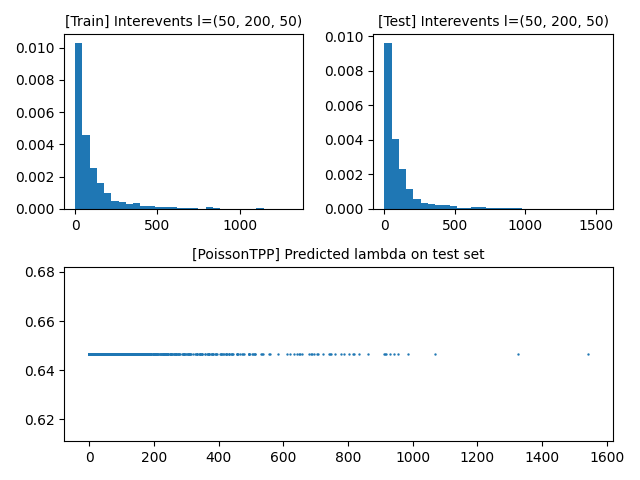 [Train] Interevents l=(50, 200, 50)
0.010
0.008
0.006
0.004
0.002
0.000
0 500 1000
[Test] Interevents l=(50, 200, 50)
0.010
0.008
0.006
0.004
0.002
0.000
0 500 1000 1500
[PoissonTPP] Predicted lambda on test set
0.68
0.66
0.64
0.62
0 200 400 600 800 1000 1200 1400 1600